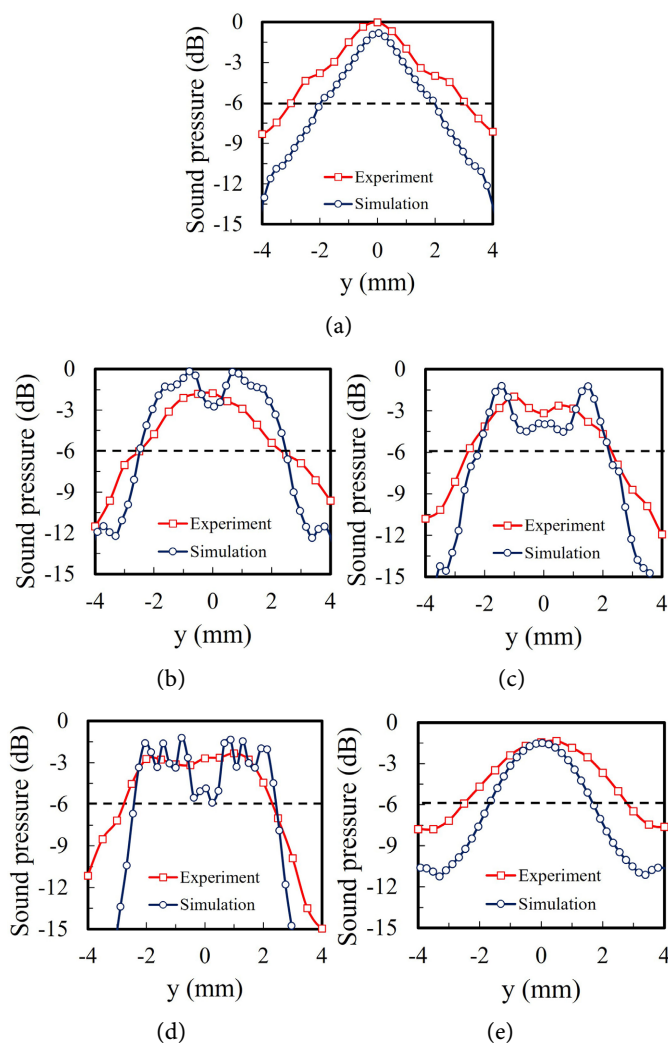 0
-3
-6
-9
-12
-15
Sound pressure (dB)
Experiment
Simulation
-4 -2 0 2 4
y (mm)
(a)
0
-3
-6
-9
-12
-15
Sound pressure (dB)
Experiment
Simulation
-4 -2 0 2 4
y (mm)
(b)
0
-3
-6
-9
-12
-15
Sound pressure (dB)
Experiment
Simulation
-4 -2 0 2 4
y (mm)
(c)
0
-3
-6
-9
-12
-15
Sound pressure (dB)
Experiment
Simulation
-4 -2 0 2 4
y (mm)
(d)
0
-3
-6
-9
-12
-15
Sound pressure (dB)
Experiment
Simulation
-4 -2 0 2 4
y (mm)
(e)